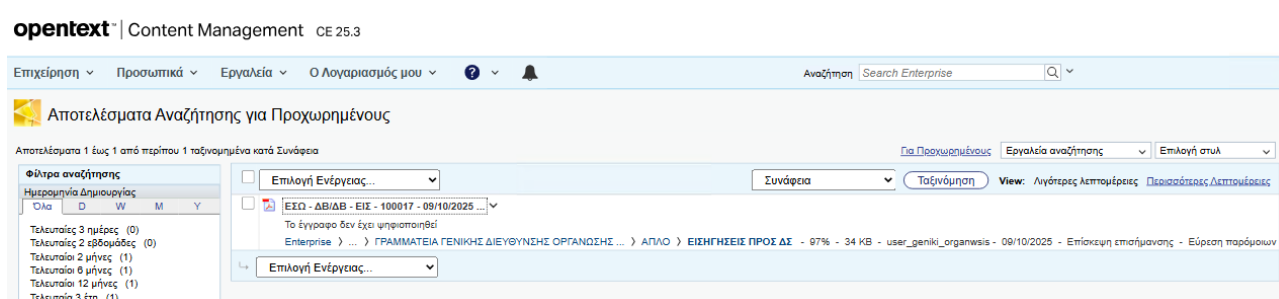 opentext™ | Content Management CE 25.3
Επιχείρηση Προσωπικά Εργαλεία Ο Λογαριασμός μου ? Αναζήτηση Search Enterprise
Αποτελέσματα Αναζήτησης για Προχωρημένους
Αποτελέσματα 1 έως 1 από περίπου 1 ταξινομημένα κατά Συνάφεια Για Προχωρημένους Εργαλεία αναζήτησης Επιλογή στυλ
Φίλτρα αναζήτησης
Ημερομηνία Δημιουργίας
Όλα D W M Y
Τελευταίες 3 ημέρες (0)
Τελευταίες 2 εβδομάδες (0)
Τελευταίοι 2 μήνες (1)
Τελευταίοι 6 μήνες (1)
Τελευταίοι 12 μήνες (1)
Τελευταία 3 έτη (1)
Επιλογή Ενέργειας... Συνάφεια Ταξινόμηση View: Λιγότερες λεπτομέρειες Περισσότερες Λεπτομέρειες
ΕΣΩ - ΔΒ/ΔΒ - ΕΙΣ - 100017 - 09/10/2025 ...
Το έγγραφο δεν έχει ψηφιοποιηθεί
Enterprise 〉 ... 〉 ΓΡΑΜΜΑΤΕΙΑ ΓΕΝΙΚΗΣ ΔΙΕΥΘΥΝΣΗΣ ΟΡΓΑΝΩΣΗΣ ... 〉 ΑΠΛΟ 〉 ΕΙΣΗΓΗΣΕΙΣ ΠΡΟΣ ΔΣ - 97% - 34 KB - user_geniki_organwsis - 09/10/2025 - Επίσκεψη επισήμανσης - Εύρεση παρόμοιων
Επιλογή Ενέργειας...